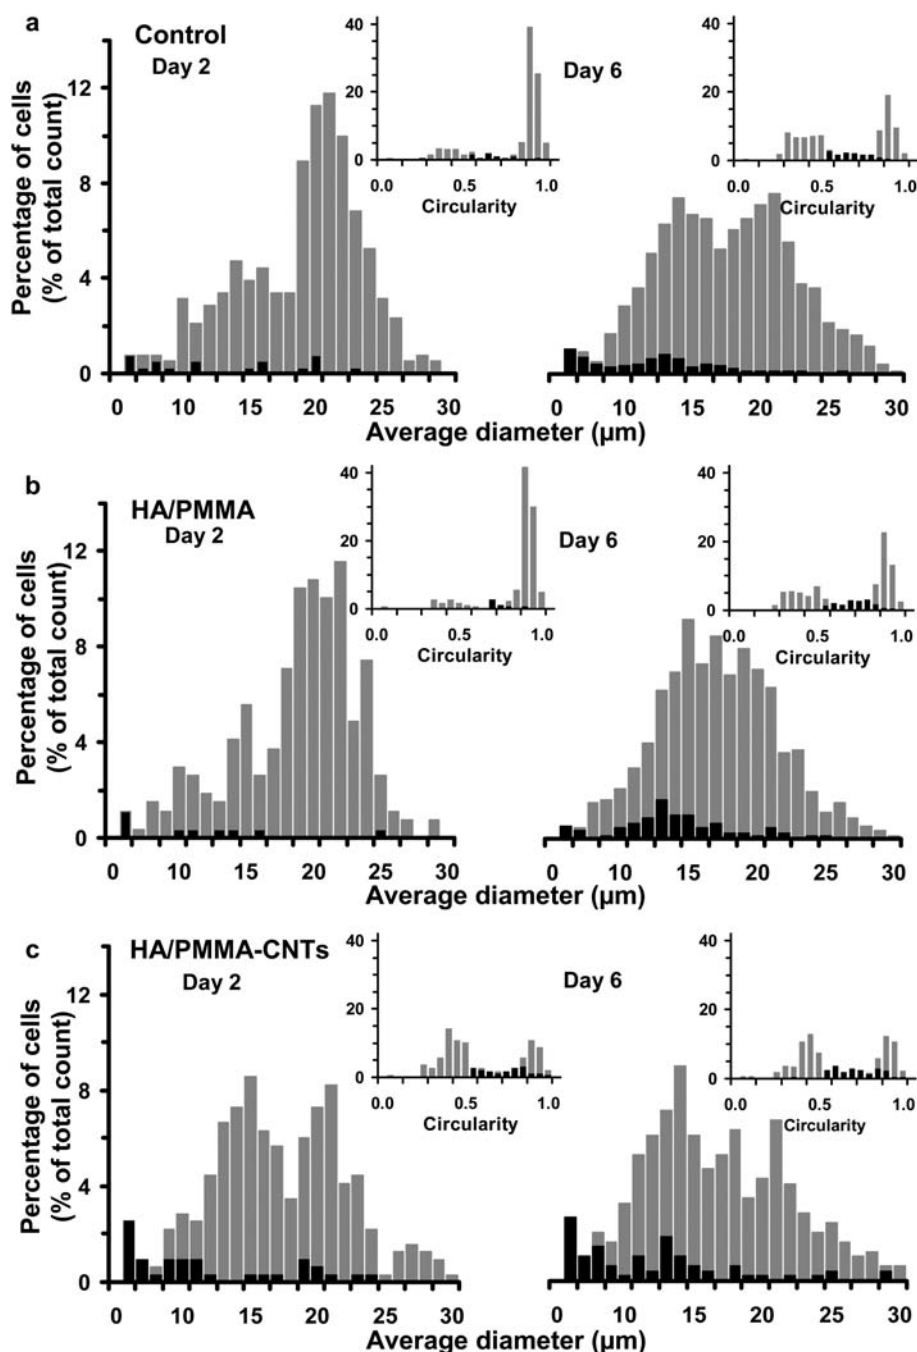 a
Control
Day 2
Day 6
Percentage of cells
(% of total count)
12
8
4
0
0 10 15 20 25 30
0 10 15 20 25 30
Average diameter (µm)
40
20
0
0.0 0.5 1.0
Circularity
40
20
0
0.0 0.5 1.0
Circularity
b
HA/PMMA
Day 2
Day 6
Percentage of cells
(% of total count)
12
8
4
0
0 10 15 20 25 30
0 10 15 20 25 30
Average diameter (µm)
40
20
0
0.0 0.5 1.0
Circularity
40
20
0
0.0 0.5 1.0
Circularity
c
HA/PMMA-CNTs
Day 2
Day 6
Percentage of cells
(% of total count)
12
8
4
0
0 10 15 20 25 30
0 10 15 20 25 30
Average diameter (µm)
40
20
0
0.0 0.5 1.0
Circularity
40
20
0
0.0 0.5 1.0
Circularity